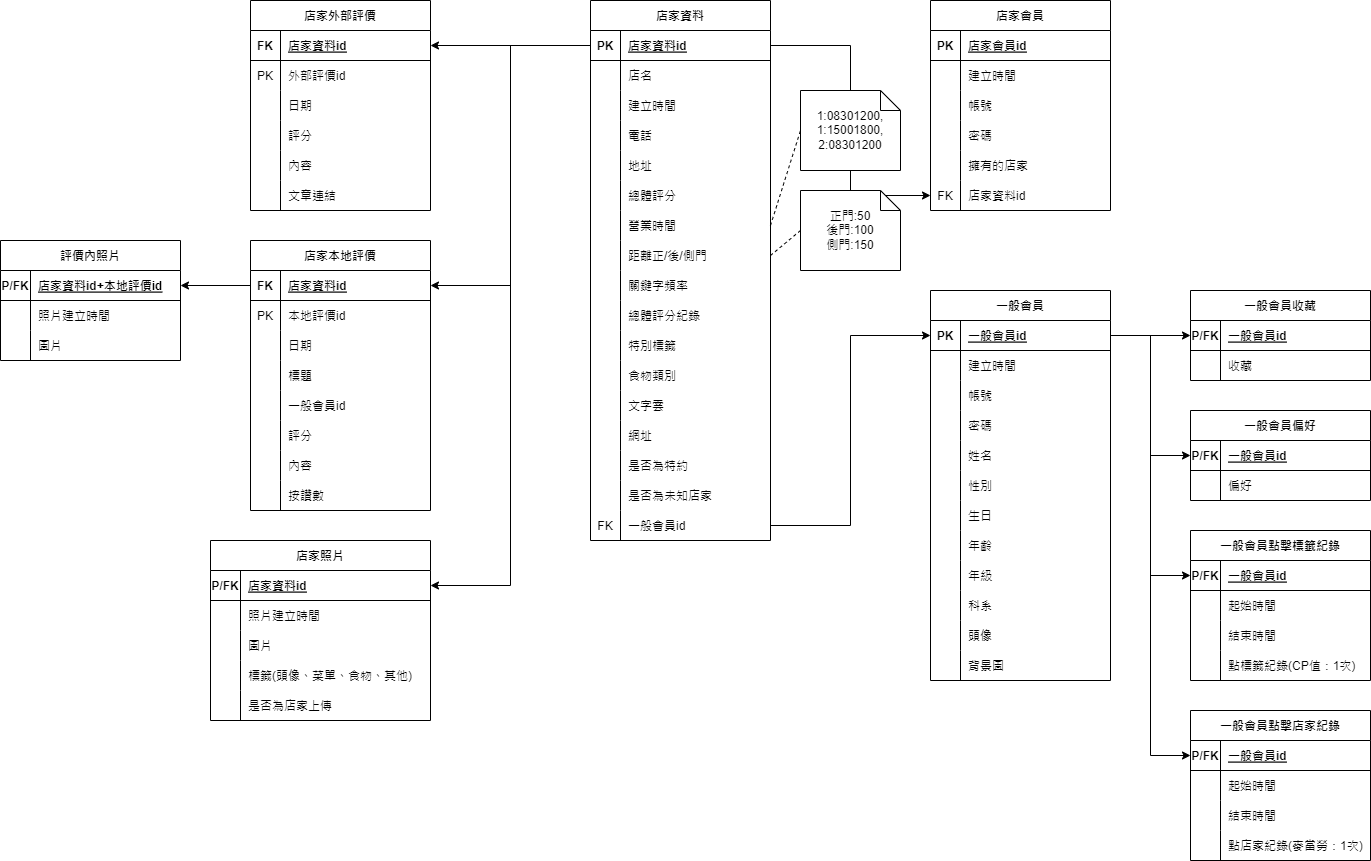 店家外部評價
FK 店家資料id
PK 外部評價id
日期
評分
內容
文章連結
店家資料
PK 店家資料id
店名
建立時間
電話
地址
總體評分
營業時間
距離正/後/側門
關鍵字頻率
總體評分紀錄
特別標籤
食物類別
文字雲
網址
是否為特約
是否為未知店家
FK 一般會員id
1:08301200,
1:15001800,
2:08301200
正門:50
後門:100
側門:150
店家會員
PK 店家會員id
建立時間
帳號
密碼
擁有的店家
FK 店家資料id
評價內照片
P/FK 店家資料id+本地評價id
照片建立時間
圖片
店家本地評價
FK 店家資料id
PK 本地評價id
日期
標題
一般會員id
評分
內容
按讚數
店家照片
P/FK 店家資料id
照片建立時間
圖片
標籤(頭像、菜單、食物、其他)
是否為店家上傳
一般會員
PK 一般會員id
建立時間
帳號
密碼
姓名
性別
生日
年齡
年級
科系
頭像
背景圖
一般會員收藏
P/FK 一般會員id
收藏
一般會員偏好
P/FK 一般會員id
偏好
一般會員點擊標籤紀錄
P/FK 一般會員id
起始時間
結束時間
點標籤紀錄(CP值：1次)
一般會員點擊店家紀錄
P/FK 一般會員id
起始時間
結束時間
點店家紀錄(麥當勞：1次)